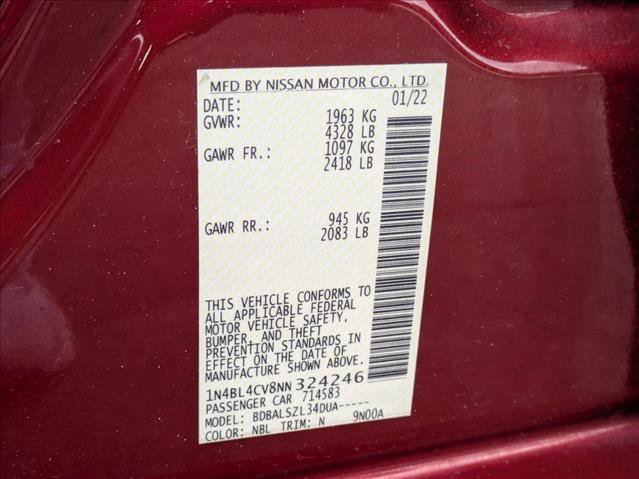 MFD BY NISSAN MOTOR CO., LTD.
DATE: 01/22
GVWR: 1963 KG
4328 LB
GAWR FR.: 1097 KG
2418 LB
GAWR RR.: 945 KG
2083 LB
THIS VEHICLE CONFORMS TO
ALL APPLICABLE FEDERAL
MOTOR VEHICLE SAFETY,
BUMPER, AND THEFT
PREVENTION STANDARDS IN
EFFECT ON THE DATE OF
MANUFACTURE SHOWN ABOVE.
1N4BL4CV8NN324246
PASSENGER CAR 714583
MODEL: BDBALSZL34DUA-----
COLOR: NBL TRIM: N 9N00A